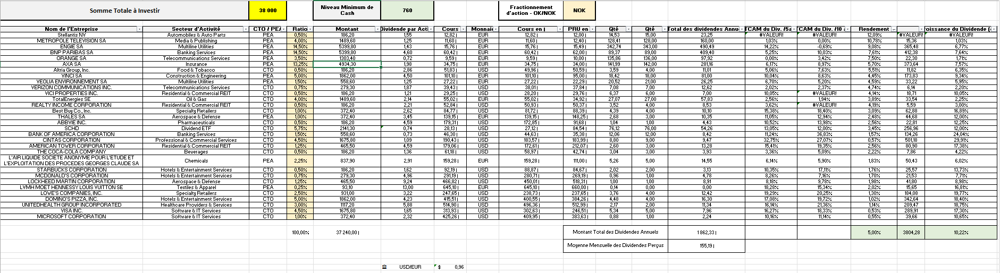 Somme Totale à Investir 38 000 Niveau Minimum de Cash 760 Fractionnement d'action - OK/NOK NOK
Nom de l'Entreprise Secteur d'Activité CTO / PEA Ratio Montant Dividende par Acti Cours Monnai Cours en PRU en Qté Qté Total des dividendes Annu TCAM du Div. /5a CAM du Div. /10 Rendement oissance du Dividende
Stellantis NV Automobiles & Auto Parts PEA 0,50% 186,20 1,55 12,82 EUR 12,82 12,00 14,53 15,00 23,25 #VALEUR! #VALEUR! 12,09% #VALEUR! #VALEUR!
METROPOLE TELEVISION SA Media & Publishing PEA 4,00% 1489,60 1,25 11,60 EUR 11,60 12,40 128,41 128,00 160,00 1,03% 0,00% 10,78% 15,36 1,03%
ENGIE SA Multiline Utilities PEA 14,50% 5399,80 1,43 15,76 EUR 15,76 15,49 342,74 343,00 490,49 14,22% -0,69% 9,08% 365,48 6,77%
BNP PARIBAS SA Banking Services PEA 14,50% 5399,80 4,60 60,42 EUR 60,42 62,00 89,37 89,00 409,40 5,25% 10,03% 7,61% 412,38 7,64%
ORANGE SA Telecommunications Services PEA 3,50% 1303,40 0,72 9,59 EUR 9,59 10,00 135,86 136,00 97,92 0,00% 3,42% 7,50% 22,30 1,71%
AXA SA Insurance PEA 13,25% 4934,30 1,98 34,75 EUR 34,75 34,00 141,99 142,00 281,16 6,17% 8,97% 5,70% 373,64 7,57%
Altria Group, Inc. Food & Tobacco CTO 0,50% 186,20 2,86 51,83 USD 49,96 50,59 3,59 4,00 11,01 5,06% 7,63% 5,51% 11,82 6,35%
VINCI SA Construction & Engineering PEA 5,00% 1862,00 4,50 101,10 EUR 101,10 95,00 18,42 18,00 81,00 10,04% 8,63% 4,45% 173,83 9,34%
VEOLIA ENVIRONNEMENT SA Multiline Utilities PEA 1,50% 558,60 1,25 27,22 EUR 27,22 22,29 20,52 21,00 26,25 6,70% 5,20% 4,59% 33,22 5,95%
VERIZON COMMUNICATIONS INC. Telecommunications Services CTO 0,75% 279,30 1,87 39,43 USD 38,01 37,84 7,08 7,00 12,62 2,02% 2,37% 4,74% 6,14 2,20%
VICI PROPERTIES INC. Residential & Commercial REIT CTO 0,50% 186,20 1,21 29,25 USD 28,20 29,76 6,37 6,00 7,00 10,05% #VALEUR! 4,14% 18,71 10,05%
TotalEnergies SE Oil & Gas CTO 4,00% 1489,60 2,14 55,02 EUR 55,02 34,92 27,07 27,00 57,83 2,56% 1,94% 3,89% 33,54 2,25%
REALTY INCOME CORPORATION Residential & Commercial REIT CTO 0,50% 186,20 2,21 52,84 USD 50,93 50,37 3,52 4,00 8,53 3,62% #VALEUR! 4,19% 5,59 3,00%
Best Buy Co., Inc. Specialty Retailers CTO 1,00% 372,40 2,62 84,77 USD 81,72 88,39 4,39 4,00 10,10 15,38% 18,40% 3,09% 62,88 16,89%
THALES SA Aerospace & Defense PEA 1,00% 372,40 3,45 139,15 EUR 139,15 148,25 2,68 3,00 10,35 11,05% 12,94% 2,48% 44,68 12,00%
ABBVIE INC. Pharmaceuticals CTO 0,50% 186,20 4,59 179,31 USD 172,85 91,68 1,04 1,00 4,43 10,52% 13,98% 2,56% 22,81 12,25%
SCHD Dividend ETF CTO 5,75% 2141,30 0,74 28,13 USD 27,12 84,54 76,12 76,00 54,26 13,05% 12,00% 3,45% 256,96 12,00%
BANK OF AMERICA CORPORATION Banking Services CTO 1,50% 558,60 0,73 46,30 USD 44,63 35,38 12,06 12,00 8,42 11,24% 36,83% 1,57% 134,26 24,04%
CINTAS CORPORATION Professional & Commercial Services CTO 4,50% 1675,80 1,09 190,43 USD 183,57 183,99 8,80 9,00 9,47 32,75% 27,07% 0,57% 501,18 29,91%
AMERICAN TOWER CORPORATION Residential & Commercial REIT CTO 1,25% 465,50 4,59 179,06 USD 172,61 212,07 2,60 3,00 13,28 15,41% 19,35% 2,56% 80,90 17,38%
THE COCA-COLA COMPANY Beverages CTO 0,50% 186,20 1,36 61,18 USD 58,97 42,74 3,04 3,00 3,93 3,36% 5,09% 2,22% 7,86 4,22%
L'AIR LIQUIDE SOCIETE ANONYME POUR L'ETUDE ET
L'EXPLOITATION DES PROCEDES GEORGES CLAUDE SA Chemicals PEA 2,25% 837,90 2,91 159,28 EUR 159,28 111,00 5,26 5,00 14,55 6,14% 5,90% 1,83% 50,43 6,02%
STARBUCKS CORPORATION Hotels & Entertainment Services CTO 0,50% 186,20 1,62 92,19 USD 88,87 84,67 2,02 2,00 3,13 10,35% 17,11% 1,76% 25,57 13,73%
MCDONALD'S CORPORATION Hotels & Entertainment Services CTO 0,75% 279,30 4,96 291,19 USD 280,71 269,19 0,96 1,00 4,78 8,26% 7,16% 1,70% 21,53 7,71%
LOCKHEED MARTIN CORPORATION Aerospace & Defense CTO 1,25% 465,50 9,24 466,82 USD 450,01 518,31 1,00 1,00 8,91 8,18% 9,78% 1,98% 41,80 8,98%
LVMH MOET HENNESSY LOUIS VUITTON SE Textiles & Apparel PEA 0,25% 93,10 13,00 645,10 EUR 645,10 660,00 0,14 0,00 0,00 18,28% 15,34% 2,02% 15,65 16,81%
LOWE'S COMPANIES, INC. Specialty Retailers CTO 2,50% 931,00 3,22 247,65 USD 238,73 237,65 3,76 4,00 12,42 19,29% 20,25% 1,30% 184,08 19,77%
DOMINO'S PIZZA, INC. Hotels & Entertainment Services CTO 5,00% 1862,00 4,23 415,51 USD 400,55 384,26 4,48 4,00 16,30 17,08% 19,72% 1,02% 342,64 18,40%
UNITEDHEALTH GROUP INCORPORATED Healthcare Providers & Services CTO 3,00% 1117,20 5,88 514,90 USD 496,36 512,99 2,17 2,00 11,34 16,14% 21,36% 1,14% 209,47 18,75%
VISA INC. Software & IT Services CTO 4,50% 1675,80 1,65 313,93 USD 302,63 246,51 5,34 5,00 7,96 16,27% 18,33% 0,53% 289,91 17,30%
MICROSOFT CORPORATION Software & IT Services CTO 1,00% 372,40 2,32 425,26 USD 409,95 383,63 0,88 1,00 2,24 10,16% 11,14% 0,55% 39,66 10,65%
100,00% 37 240,00 Montant Total des Dividendes Annuels 1 862,33 5,00% 3804,28 10,22%
Moyenne Mensuelle des Dividendes Perçus 155,19
USD/EUR $ 0,96